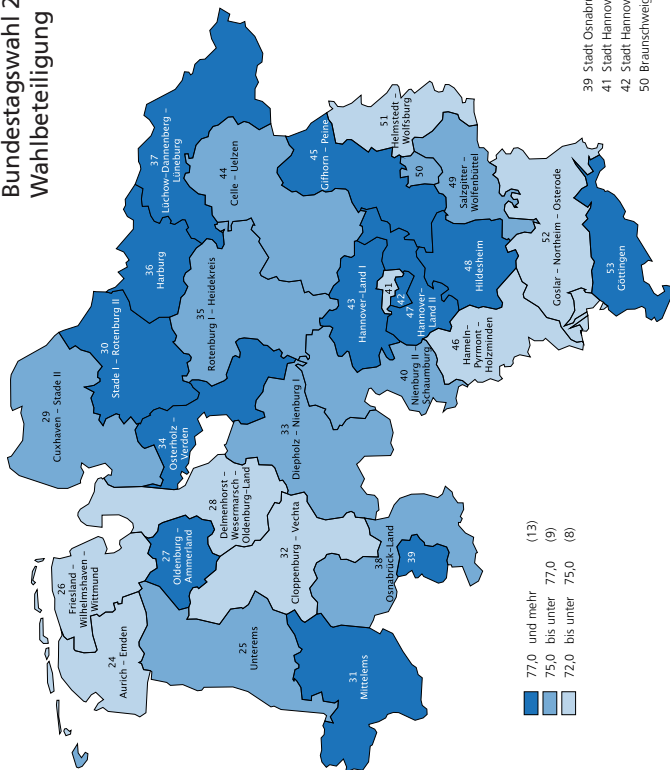 Bundestagswahl 2
Wahlbeteiligung
24
Aurich – Emden
25
Unterems
26
Friesland –
Wilhelmshaven –
Wittmund
27
Oldenburg –
Ammerland
28
Delmenhorst –
Wesermarsch –
Oldenburg-Land
29
Cuxhaven – Stade II
30
Stade I – Rotenburg II
31
Mittelems
32
Cloppenburg – Vechta
33
Diepholz – Nienburg I
34
Osterholz –
Verden
35
Rotenburg I – Heidekreis
36
Harburg
37
Lüchow-Dannenberg –
Lüneburg
38
Osnabrück-Land
39
40
Nienburg II –
Schaumburg
41
42
43
Hannover-Land I
44
Celle – Uelzen
45
Gifhorn – Peine
46
Hameln-
Pyrmont –
Holzminden
47
Hannover-
Land II
48
Hildesheim
49
Salzgitter –
Wolfenbüttel
50
51
Helmstedt –
Wolfsburg
52
Goslar – Northeim – Osterode
53
Göttingen
77,0 und mehr (13)
75,0 bis unter 77,0 (9)
72,0 bis unter 75,0 (8)
39 Stadt Osnabr
41 Stadt Hannov
42 Stadt Hannov
50 Braunschweig